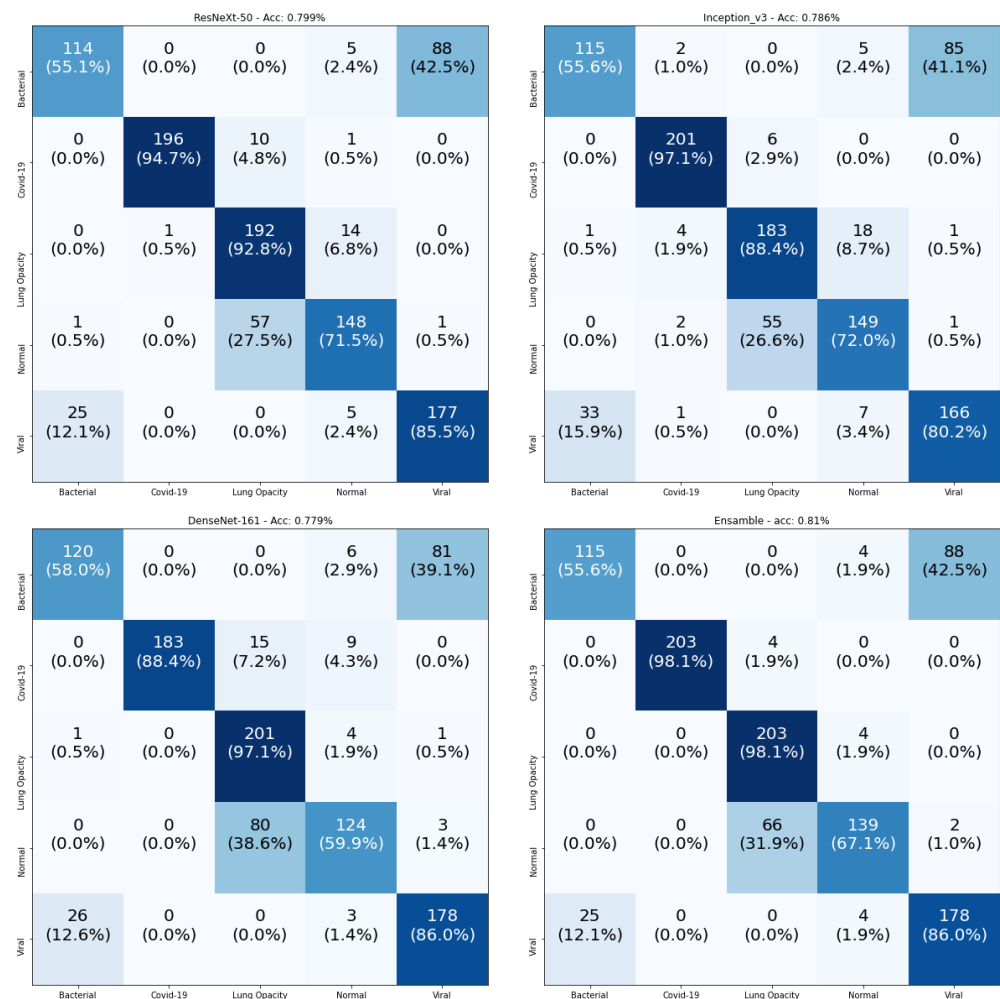 ResNeXt-50 - Acc: 0.799%
Bacterial
114 0 0 5 88
(55.1%) (0.0%) (0.0%) (2.4%) (42.5%)
Covid-19
0 196 10 1 0
(0.0%) (94.7%) (4.8%) (0.5%) (0.0%)
Lung Opacity
0 1 192 14 0
(0.0%) (0.5%) (92.8%) (6.8%) (0.0%)
Normal
1 0 57 148 1
(0.5%) (0.0%) (27.5%) (71.5%) (0.5%)
Viral
25 0 0 5 177
(12.1%) (0.0%) (0.0%) (2.4%) (85.5%)
Bacterial Covid-19 Lung Opacity Normal Viral
Inception_v3 - Acc: 0.786%
Bacterial
115 2 0 5 85
(55.6%) (1.0%) (0.0%) (2.4%) (41.1%)
Covid-19
0 201 6 0 0
(0.0%) (97.1%) (2.9%) (0.0%) (0.0%)
Lung Opacity
1 4 183 18 1
(0.5%) (1.9%) (88.4%) (8.7%) (0.5%)
Normal
0 2 55 149 1
(0.0%) (1.0%) (26.6%) (72.0%) (0.5%)
Viral
33 1 0 7 166
(15.9%) (0.5%) (0.0%) (3.4%) (80.2%)
Bacterial Covid-19 Lung Opacity Normal Viral
DenseNet-161 - Acc: 0.779%
Bacterial
120 0 0 6 81
(58.0%) (0.0%) (0.0%) (2.9%) (39.1%)
Covid-19
0 183 15 9 0
(0.0%) (88.4%) (7.2%) (4.3%) (0.0%)
Lung Opacity
1 0 201 4 1
(0.5%) (0.0%) (97.1%) (1.9%) (0.5%)
Normal
0 0 80 124 3
(0.0%) (0.0%) (38.6%) (59.9%) (1.4%)
Viral
26 0 0 3 178
(12.6%) (0.0%) (0.0%) (1.4%) (86.0%)
Bacterial Covid-19 Lung Opacity Normal Viral
Ensamble - acc: 0.81%
Bacterial
115 0 0 4 88
(55.6%) (0.0%) (0.0%) (1.9%) (42.5%)
Covid-19
0 203 4 0 0
(0.0%) (98.1%) (1.9%) (0.0%) (0.0%)
Lung Opacity
0 0 203 4 0
(0.0%) (0.0%) (98.1%) (1.9%) (0.0%)
Normal
0 0 66 139 2
(0.0%) (0.0%) (31.9%) (67.1%) (1.0%)
Viral
25 0 0 4 178
(12.1%) (0.0%) (0.0%) (1.9%) (86.0%)
Bacterial Covid-19 Lung Opacity Normal Viral